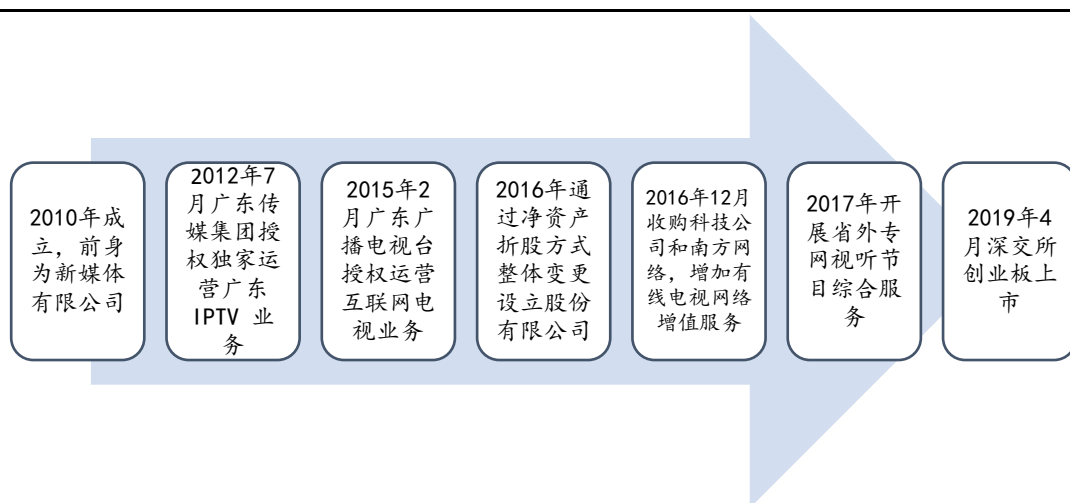 2010年成
立，前身
为新媒体
有限公司
2012年7
月广东传
媒集团授
权独家运
营广东
IPTV 业
务
2015年2
月广东广
播电视台
授权运营
互联网电
视业务
2016年通
过净资产
折股方式
整体变更
设立股份
有限公司
2016年12月
收购科技公
司和南方网
络，增加有
线电视网络
增值服务
2017年开
展省外专
网视听节
目综合服
务
2019年4
月深交所
创业板上
市